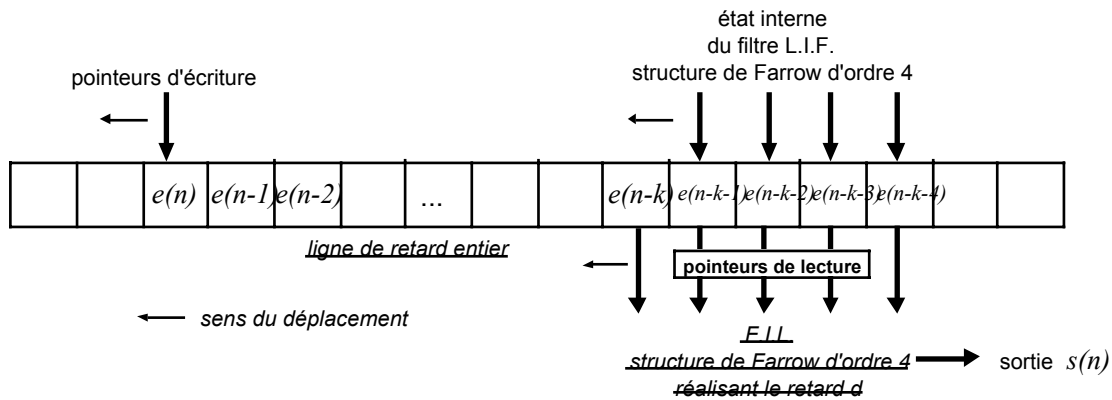 état interne
du filtre L.I.F.
structure de Farrow d'ordre 4
pointeurs d'écriture
e(n) e(n-1) e(n-2) ... e(n-k) e(n-k-1) e(n-k-2) e(n-k-3) e(n-k-4)
ligne de retard entier
pointeurs de lecture
sens du déplacement
F.I.L
structure de Farrow d'ordre 4
réalisant le retard d
sortie s(n)